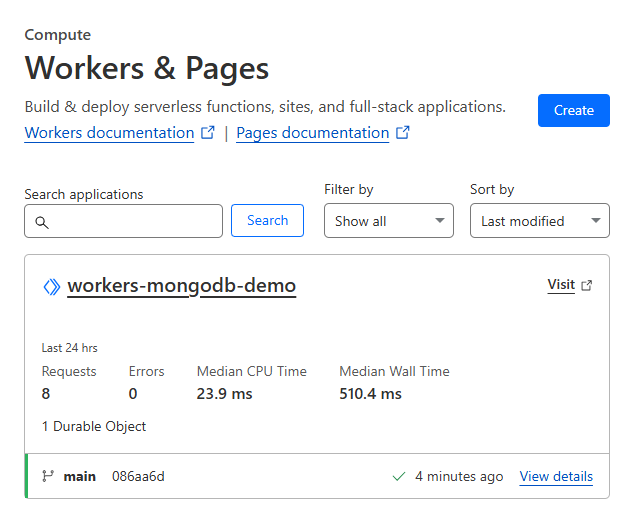 Compute
Workers & Pages
Build & deploy serverless functions, sites, and full-stack applications.
Create
Workers documentation | Pages documentation
Search applications
Filter by
Sort by
Search
Show all
Last modified
workers-mongodb-demo
Visit
Last 24 hrs
Requests Errors Median CPU Time Median Wall Time
8 0 23.9 ms 510.4 ms
1 Durable Object
main 086aa6d 4 minutes ago View details